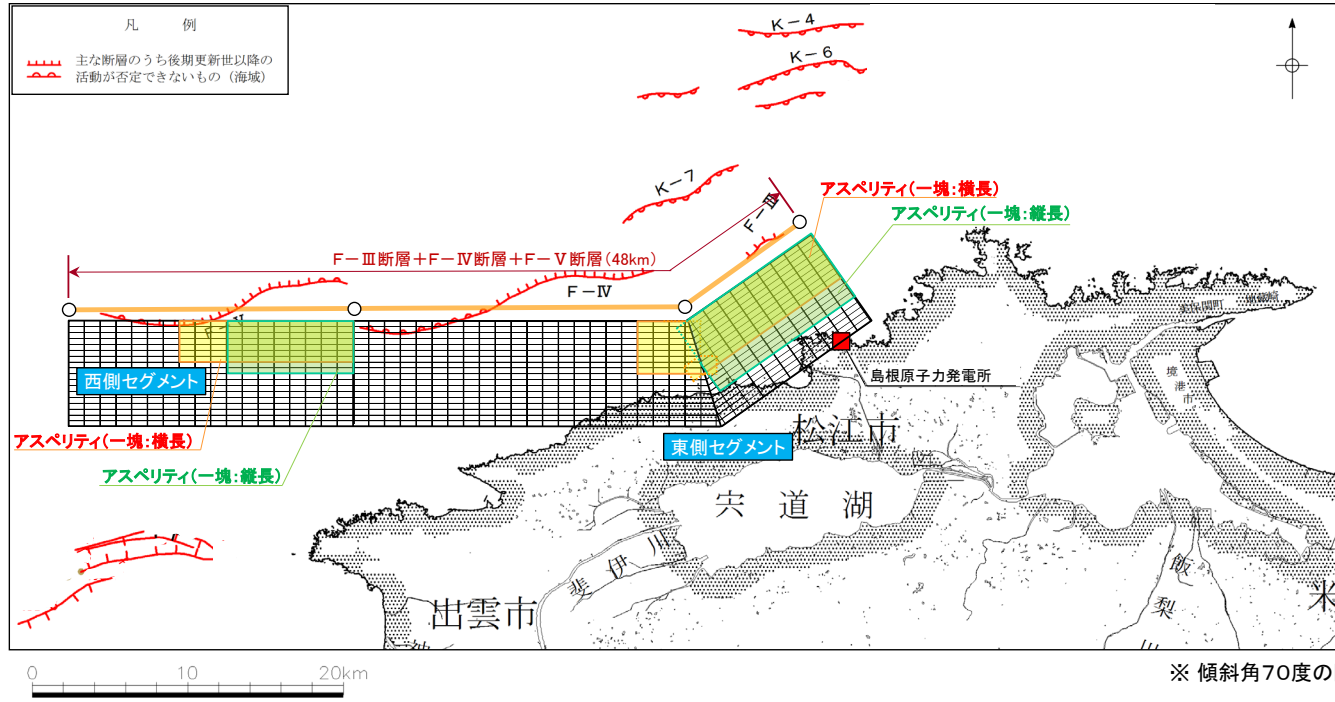 凡 例
主な断層のうち後期更新世以降の
活動が否定できないもの（海域）
K－4
K－6
K－7
F－Ⅲ
アスペリティ(一塊:横長)
アスペリティ(一塊:縦長)
F－Ⅲ断層＋F－Ⅳ断層＋F－Ⅴ断層(48km)
F－Ⅳ
F－Ⅴ
西側セグメント
島根原子力発電所
境港市
アスペリティ(一塊:横長)
東側セグメント
松江市
アスペリティ(一塊:縦長)
宍道湖
斐伊川
飯梨川
出雲市
米
神
0 10 20km
※ 傾斜角70度の